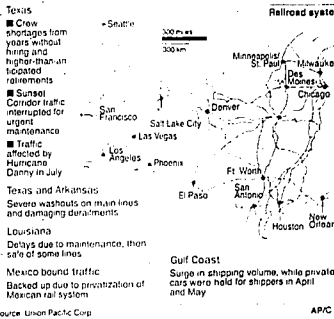 Texas
■ Crew
shortages from
years without
hiring and
higher-than-an
ticipated
retirements
■ Sunset
Corridor traffic
interrupted for
urgent
maintenance
■ Traffic
affected by
Hurricane
Danny in July
Texas and Arkansas
Severe washouts on main lines
and damaging derailments
Louisiana
Delays due to maintenance, then
sale of some lines
Mexico bound traffic
Backed up due to privatization of
Mexican rail system
Source Union Pacific Corp
Railroad syste
Seattle
300 miles
300 km
Minneapolis/
St. Paul
Milwauke
Des
Moines
Chicago
Denver
San
Francisco
Salt Lake City
Las Vegas
Los
Angeles
Phoenix
El Paso
Ft Worth
San
Antonio
Houston
New
Orlean
Gulf Coast
Surge in shipping volume, while private
cars were held for shippers in April
and May
AP/C